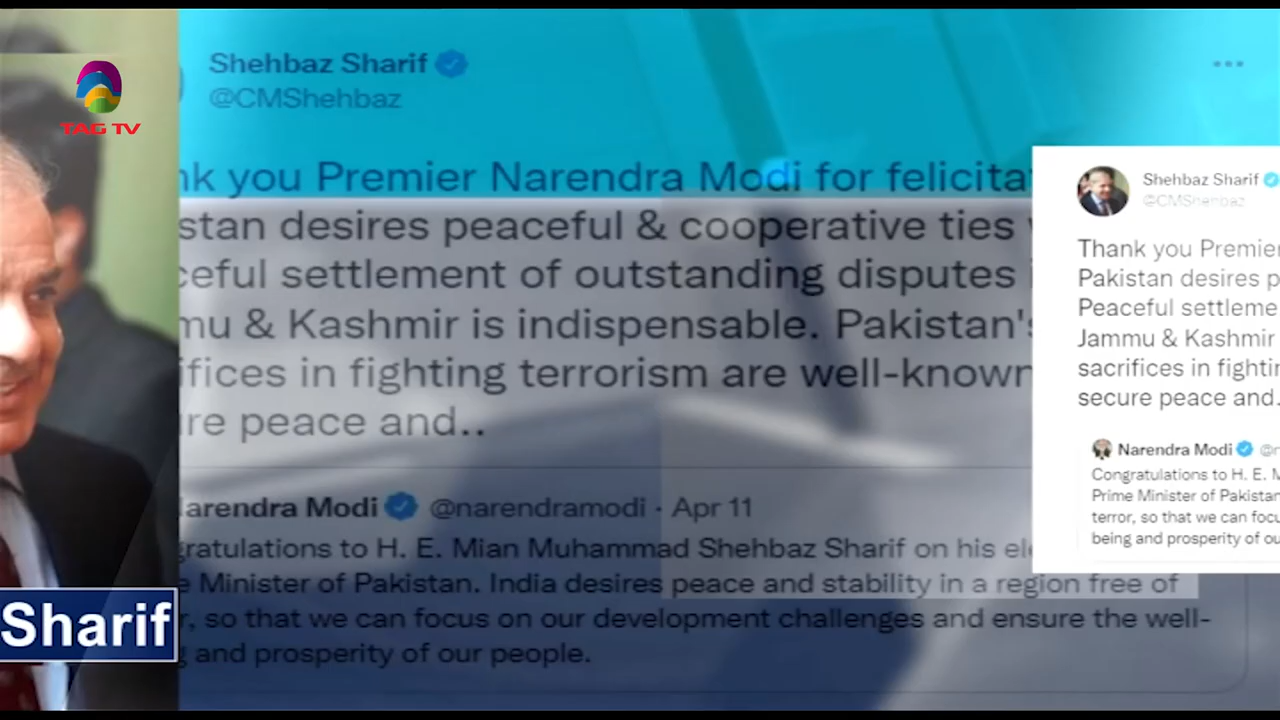 TAG TV
Sharif
Shehbaz Sharif
@CMShehbaz
nk you Premier Narendra Modi for felicita
stan desires peaceful & cooperative ties
ceful settlement of outstanding disputes
mu & Kashmir is indispensable. Pakistan's
ifices in fighting terrorism are well-known
re peace and..
Narendra Modi @narendramodi · Apr 11
gratulations to H. E. Mian Muhammad Shehbaz Sharif on his el
e Minister of Pakistan. India desires peace and stability in a region free of
r, so that we can focus on our development challenges and ensure the well-
g and prosperity of our people.
Shehbaz Sharif
@CMShehbaz
Thank you Premier
Pakistan desires p
Peaceful settleme
Jammu & Kashmir
sacrifices in fightin
secure peace and.
Narendra Modi @n
Congratulations to H. E. M
Prime Minister of Pakistan
terror, so that we can focu
being and prosperity of ou